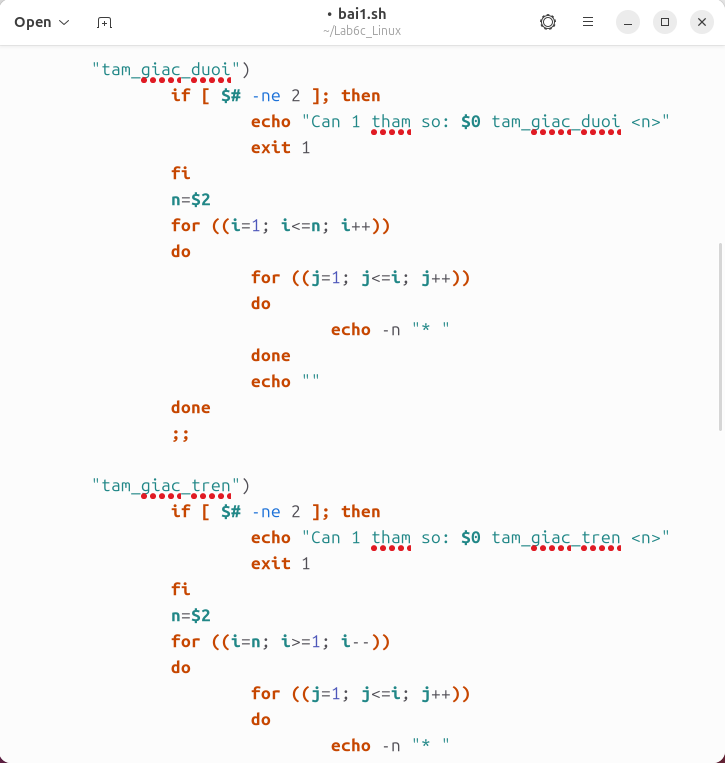 Open
• bai1.sh
~/Lab6c_Linux
"tam_giac_duoi")
if [ $# -ne 2 ]; then
echo "Can 1 tham so: $0 tam_giac_duoi <n>"
exit 1
fi
n=$2
for ((i=1; i<=n; i++))
do
for ((j=1; j<=i; j++))
do
echo -n "* "
done
echo ""
done
;;
"tam_giac_tren")
if [ $# -ne 2 ]; then
echo "Can 1 tham so: $0 tam_giac_tren <n>"
exit 1
fi
n=$2
for ((i=n; i>=1; i--))
do
for ((j=1; j<=i; j++))
do
echo -n "* "